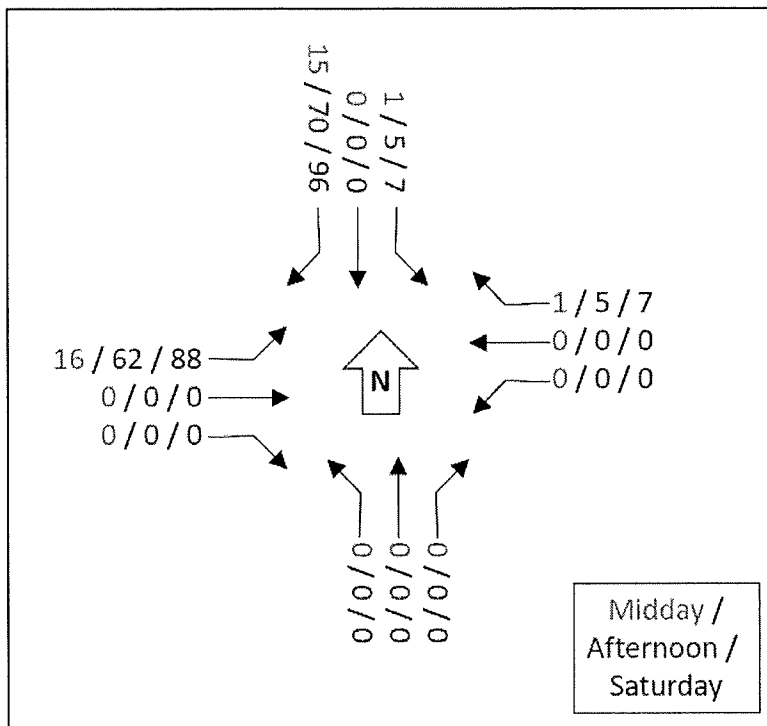 15 / 70 / 96
0 / 0 / 0
1 / 5 / 7
1 / 5 / 7
0 / 0 / 0
0 / 0 / 0
16 / 62 / 88
0 / 0 / 0
0 / 0 / 0
N
0 / 0 / 0
0 / 0 / 0
0 / 0 / 0
Midday /
Afternoon /
Saturday